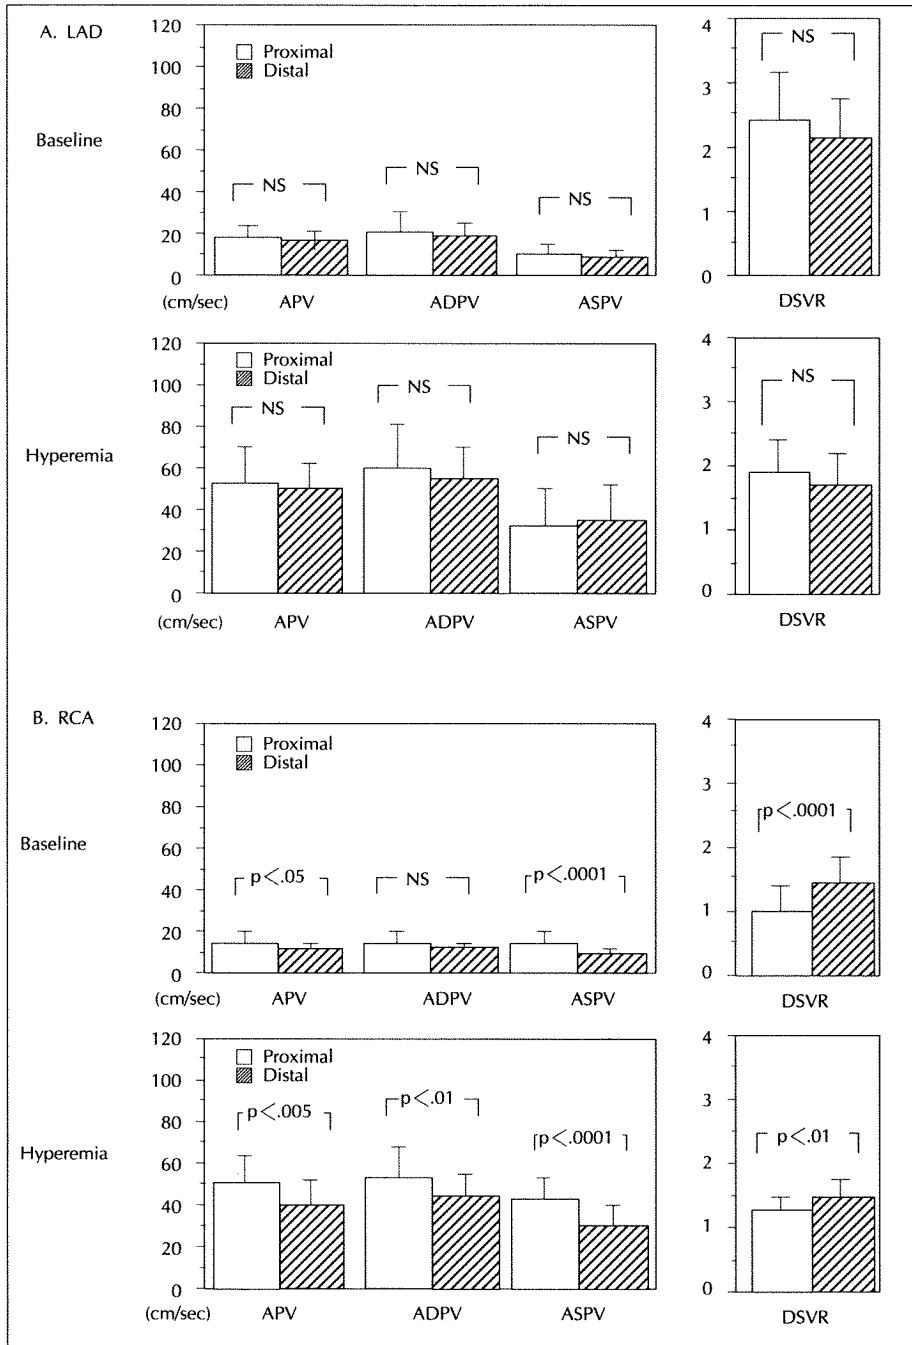 A. LAD
Baseline
120
100
80
60
40
20
0
Proximal
Distal
NS
NS
NS
(cm/sec)
APV
ADPV
ASPV
4
3
2
1
0
NS
DSVR
Hyperemia
120
100
80
60
40
20
0
Proximal
Distal
NS
NS
NS
(cm/sec)
APV
ADPV
ASPV
4
3
2
1
0
NS
DSVR
B. RCA
Baseline
120
100
80
60
40
20
0
Proximal
Distal
p<.05
NS
p<.0001
(cm/sec)
APV
ADPV
ASPV
4
3
2
1
0
p<.0001
DSVR
Hyperemia
120
100
80
60
40
20
0
Proximal
Distal
p<.005
p<.01
p<.0001
(cm/sec)
APV
ADPV
ASPV
4
3
2
1
0
p<.01
DSVR